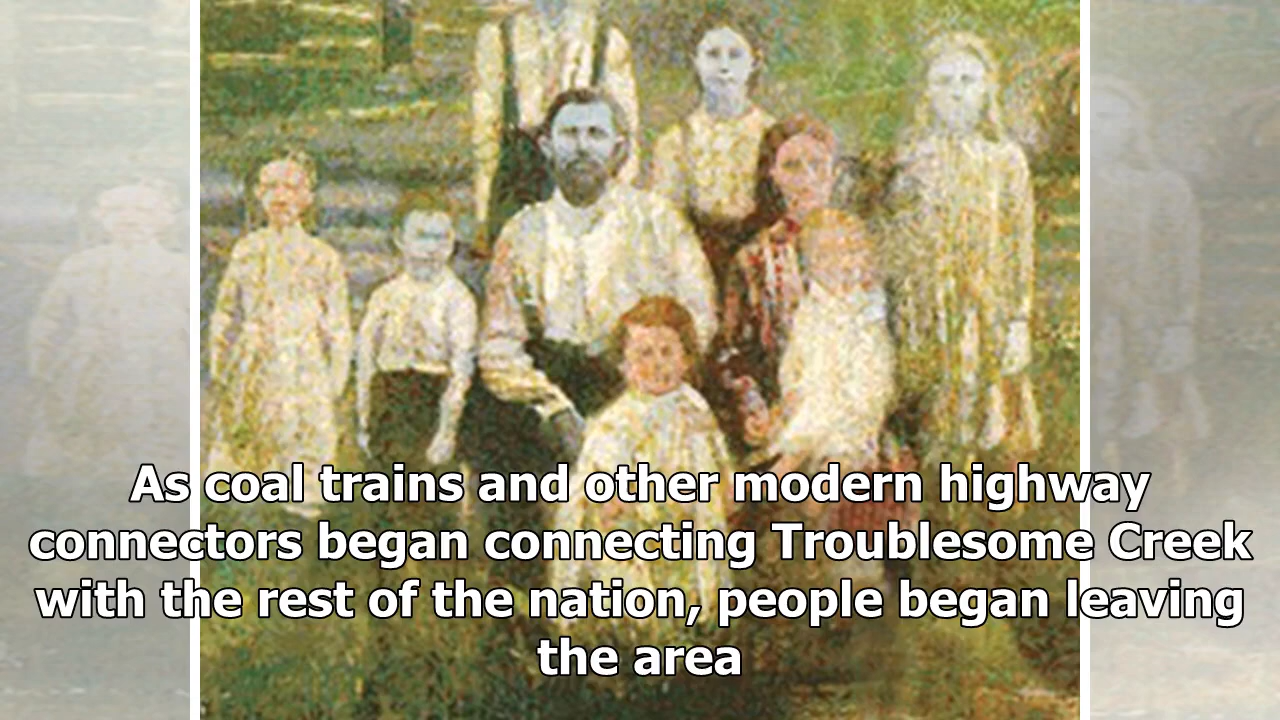 As coal trains and other modern highway
connectors began connecting Troublesome Creek
with the rest of the nation, people began leaving
the area